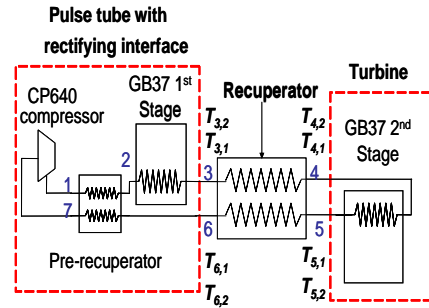 Pulse tube with
rectifying interface
CP640
compressor
GB37 1st
Stage
Recuperator
Turbine
GB37 2nd
Stage
T3,2
T3,1
T4,2
T4,1
1
2
3
4
7
6
5
Pre-recuperator
T6,1
T6,2
T5,1
T5,2